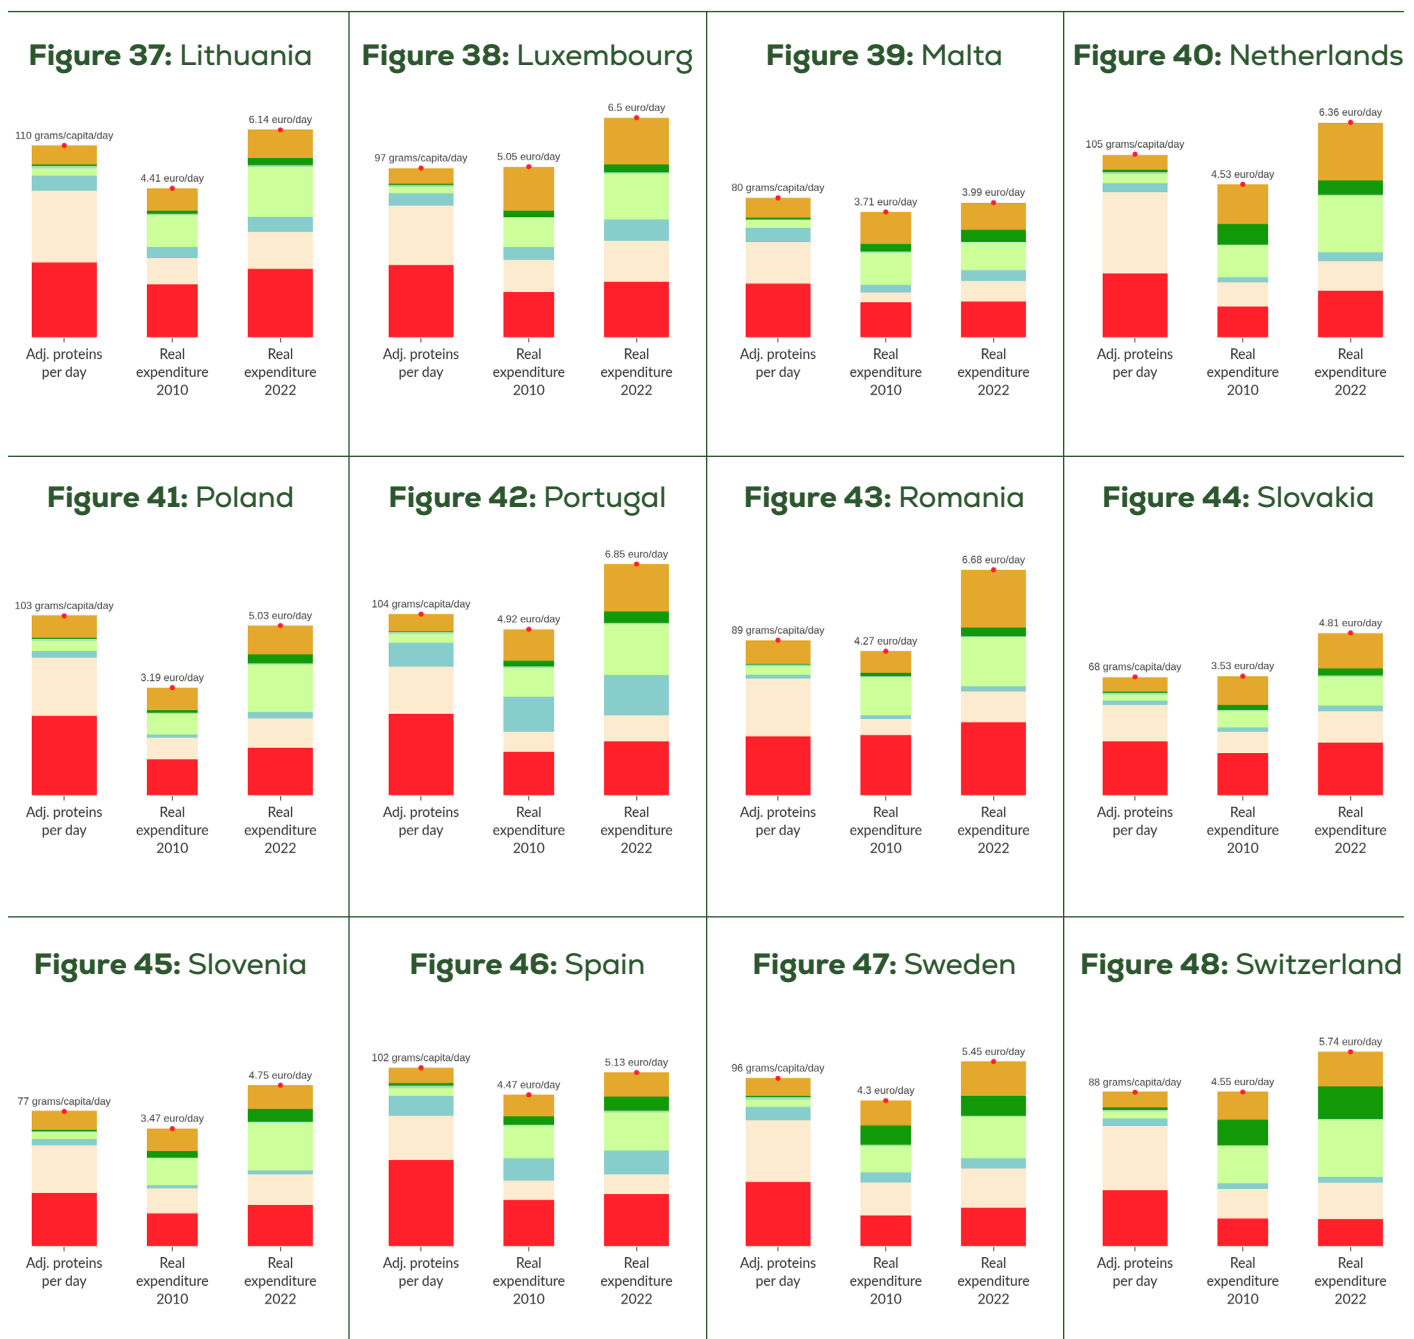 Figure 37: Lithuania
110 grams/capita/day
4.41 euro/day
6.14 euro/day
Adj. proteins
per day
Real
expenditure
2010
Real
expenditure
2022
Figure 38: Luxembourg
97 grams/capita/day
5.05 euro/day
6.5 euro/day
Adj. proteins
per day
Real
expenditure
2010
Real
expenditure
2022
Figure 39: Malta
80 grams/capita/day
3.71 euro/day
3.99 euro/day
Adj. proteins
per day
Real
expenditure
2010
Real
expenditure
2022
Figure 40: Netherlands
105 grams/capita/day
4.53 euro/day
6.36 euro/day
Adj. proteins
per day
Real
expenditure
2010
Real
expenditure
2022
Figure 41: Poland
103 grams/capita/day
3.19 euro/day
5.03 euro/day
Adj. proteins
per day
Real
expenditure
2010
Real
expenditure
2022
Figure 42: Portugal
104 grams/capita/day
4.92 euro/day
6.85 euro/day
Adj. proteins
per day
Real
expenditure
2010
Real
expenditure
2022
Figure 43: Romania
89 grams/capita/day
4.27 euro/day
6.68 euro/day
Adj. proteins
per day
Real
expenditure
2010
Real
expenditure
2022
Figure 44: Slovakia
68 grams/capita/day
3.53 euro/day
4.81 euro/day
Adj. proteins
per day
Real
expenditure
2010
Real
expenditure
2022
Figure 45: Slovenia
77 grams/capita/day
3.47 euro/day
4.75 euro/day
Adj. proteins
per day
Real
expenditure
2010
Real
expenditure
2022
Figure 46: Spain
102 grams/capita/day
4.47 euro/day
5.13 euro/day
Adj. proteins
per day
Real
expenditure
2010
Real
expenditure
2022
Figure 47: Sweden
96 grams/capita/day
4.3 euro/day
5.45 euro/day
Adj. proteins
per day
Real
expenditure
2010
Real
expenditure
2022
Figure 48: Switzerland
88 grams/capita/day
4.55 euro/day
5.74 euro/day
Adj. proteins
per day
Real
expenditure
2010
Real
expenditure
2022